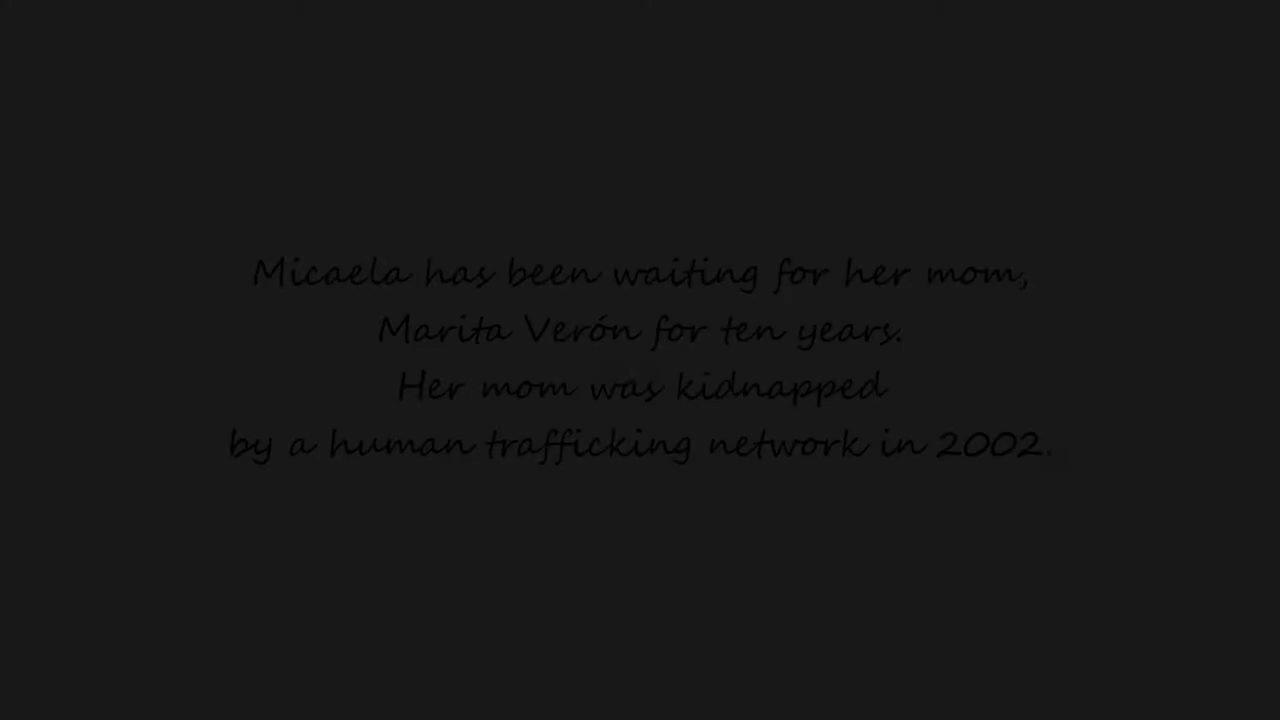 Micaela has been waiting for her mom,
Marita Verón for ten years.
Her mom was kidnapped
by a human trafficking network in 2002.